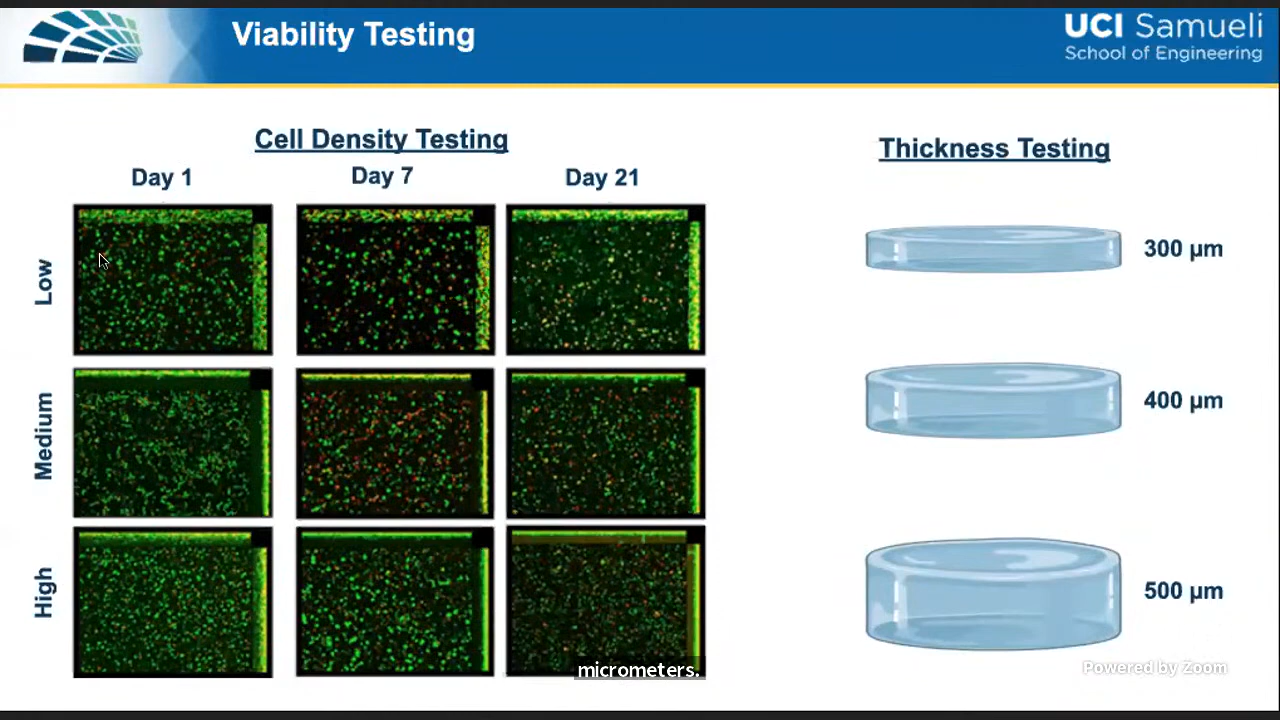 Viability Testing
UCI Samueli
School of Engineering
Cell Density Testing
Day 1
Day 7
Day 21
Low
Medium
High
Thickness Testing
300 µm
400 µm
500 µm
micrometers.
Powered by Zoom